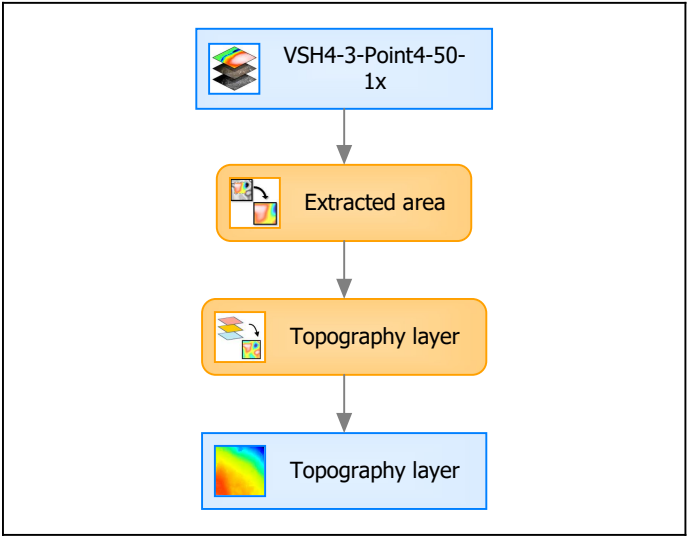 VSH4-3-Point4-50-
1x
Extracted area
Topography layer
Topography layer